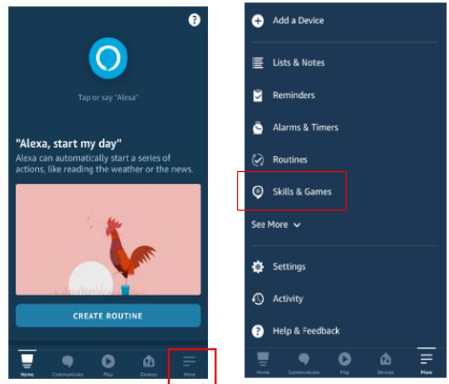 ?
Tap or say "Alexa"
"Alexa, start my day"
Alexa can automatically start a series of
actions, like reading the weather or the news.
CREATE ROUTINE
Home
Communicate
Play
Devices
More
Add a Device
Lists & Notes
Reminders
Alarms & Timers
Routines
Skills & Games
See More
Settings
Activity
? Help & Feedback
Home
Communicate
Play
Devices
More